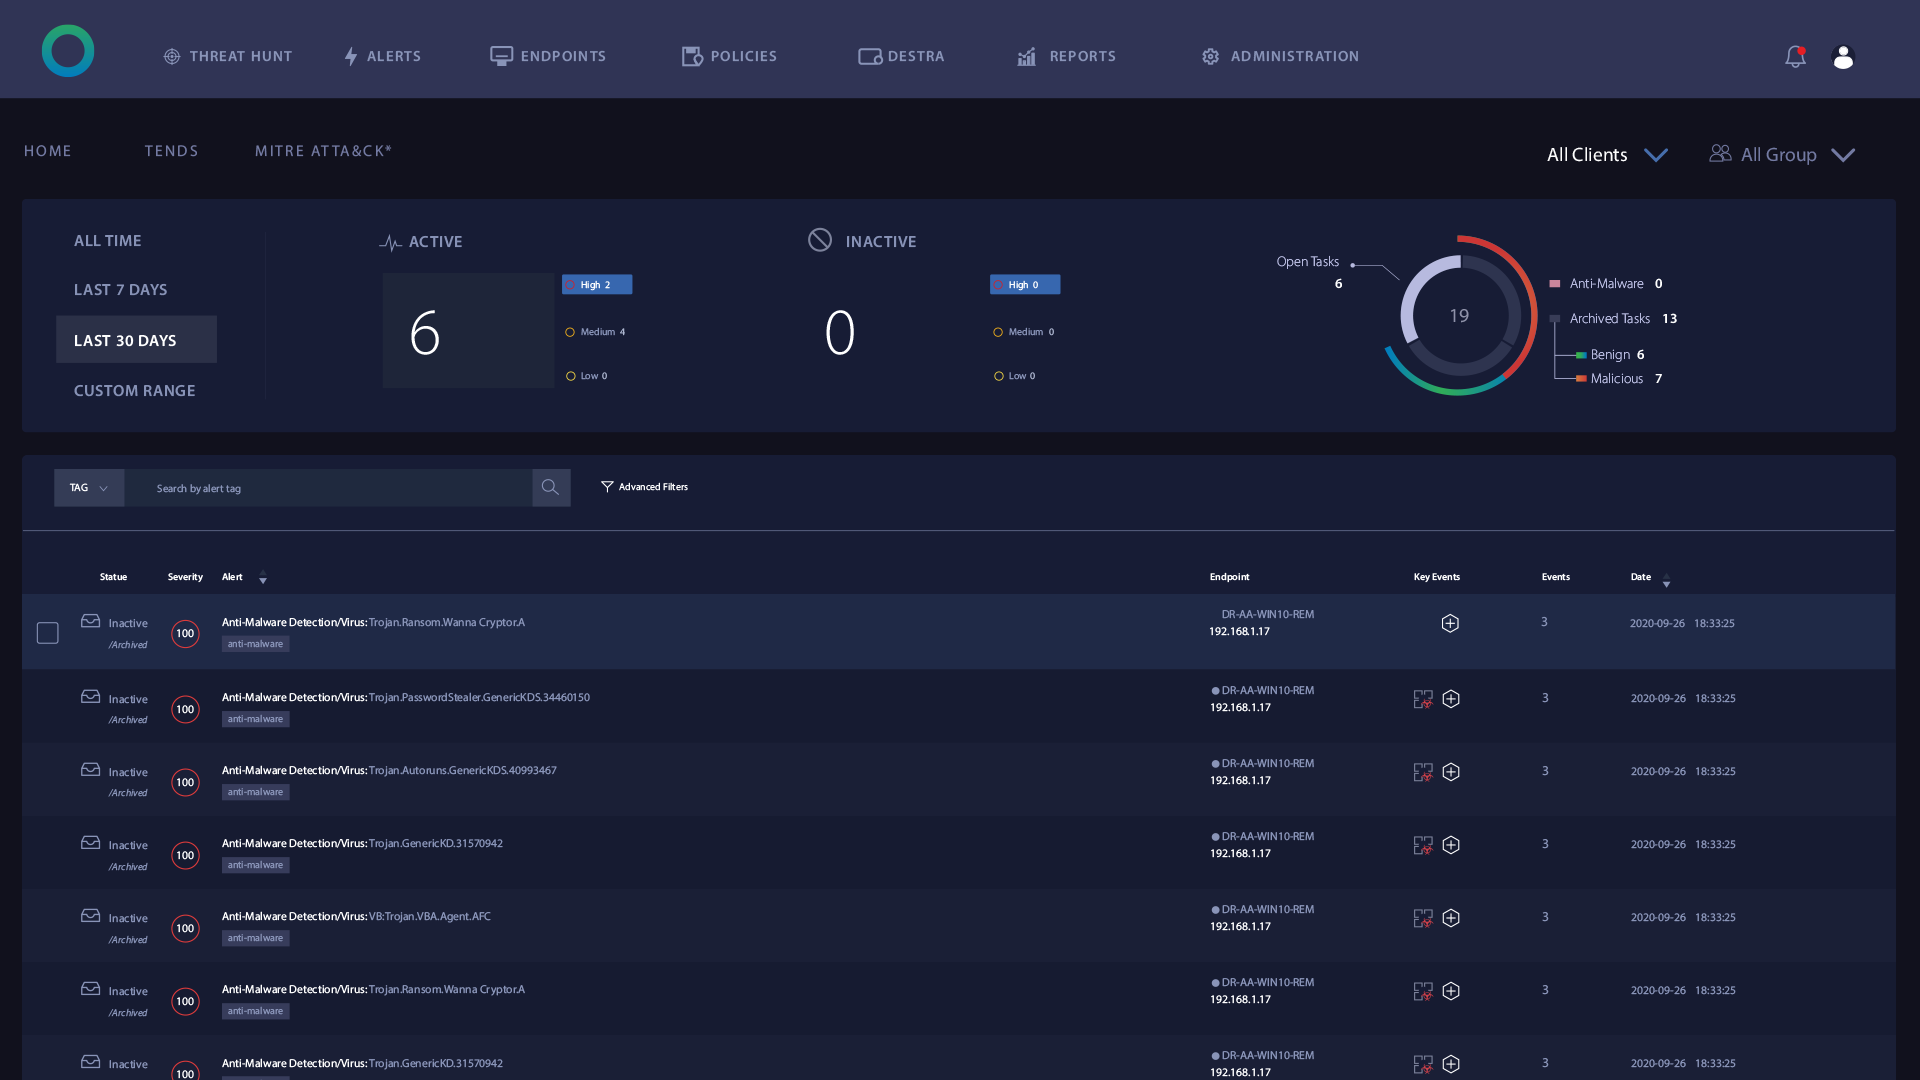 THREAT HUNT ALERTS ENDPOINTS POLICIES DESTRA REPORTS ADMINISTRATION
HOME TENDS MITRE ATTA&CK* All Clients All Group
ALL TIME
LAST 7 DAYS
LAST 30 DAYS
CUSTOM RANGE
ACTIVE
6
High 2
Medium 4
Low 0
INACTIVE
0
High 0
Medium 0
Low 0
Open Tasks
6
19
Anti-Malware 0
Archived Tasks 13
Benign 6
Malicious 7
TAG Search by alert tag Advanced Filters
Statue Severity Alert Endpoint Key Events Events Date
Inactive /Archived 100 Anti-Malware Detection/Virus: Trojan.Ransom.Wanna Cryptor.A DR-AA-WIN10-REM 3 2020-09-26 18:33:25
anti-malware 192.168.1.17
Inactive /Archived 100 Anti-Malware Detection/Virus: Trojan.PasswordStealer.GenericKDS.34460150 DR-AA-WIN10-REM 3 2020-09-26 18:33:25
anti-malware 192.168.1.17
Inactive /Archived 100 Anti-Malware Detection/Virus: Trojan.Autoruns.GenericKDS.40993467 DR-AA-WIN10-REM 3 2020-09-26 18:33:25
anti-malware 192.168.1.17
Inactive /Archived 100 Anti-Malware Detection/Virus: Trojan.GenericKD.31570942 DR-AA-WIN10-REM 3 2020-09-26 18:33:25
anti-malware 192.168.1.17
Inactive /Archived 100 Anti-Malware Detection/Virus: VB:Trojan.VBA.Agent.AFC DR-AA-WIN10-REM 3 2020-09-26 18:33:25
anti-malware 192.168.1.17
Inactive /Archived 100 Anti-Malware Detection/Virus: Trojan.Ransom.Wanna Cryptor.A DR-AA-WIN10-REM 3 2020-09-26 18:33:25
anti-malware 192.168.1.17
Inactive 100 Anti-Malware Detection/Virus: Trojan.GenericKD.31570942 DR-AA-WIN10-REM 3 2020-09-26 18:33:25
192.168.1.17